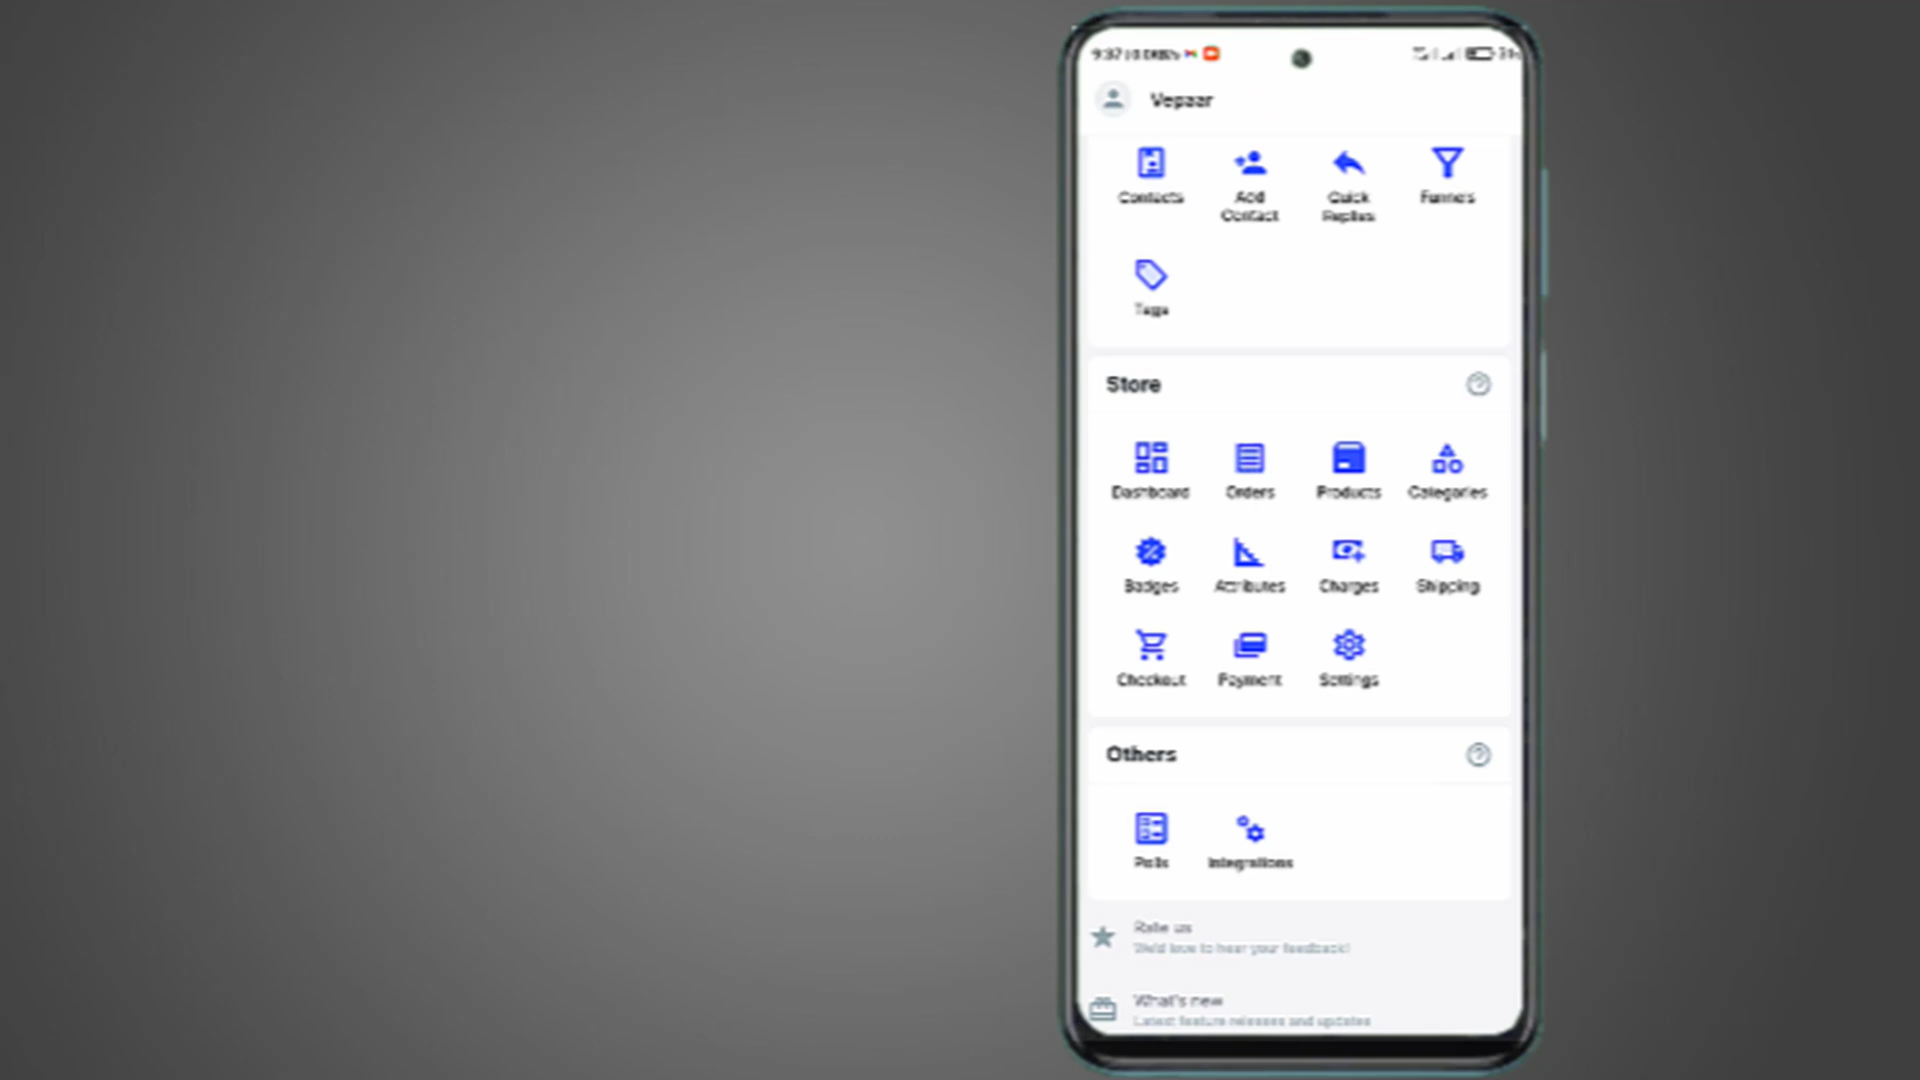 9:37
Vepaar
Contacts
Add
Contact
Quick
Replies
Funnels
Tags
Store
Dashboard
Orders
Products
Categories
Badges
Attributes
Charges
Shipping
Checkout
Payment
Settings
Others
Polls
Integrations
Rate us
We'd love to hear your feedback!
What's new
Latest feature releases and updates